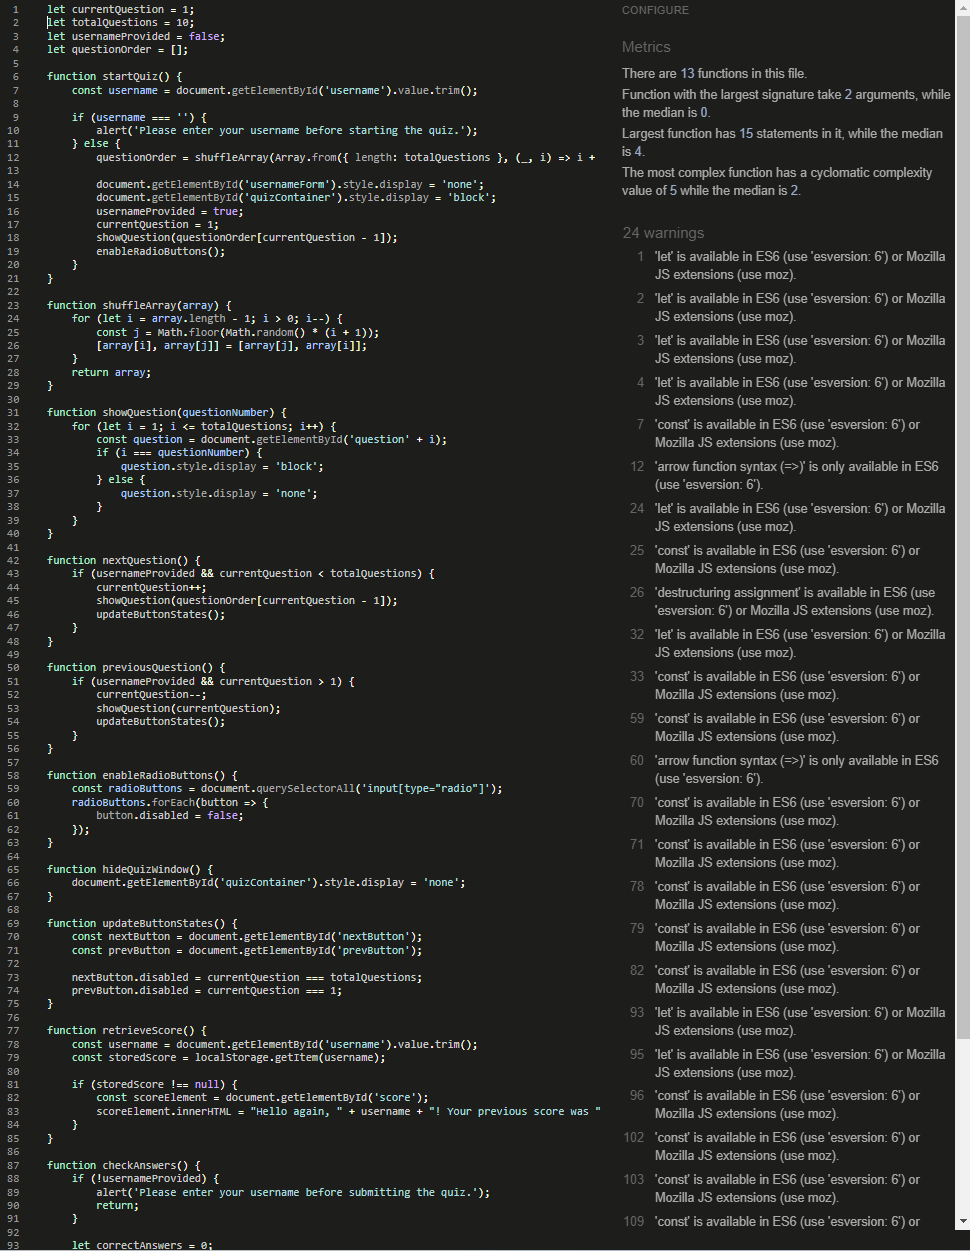 1 let currentQuestion = 1;
2 let totalQuestions = 10;
3 let usernameProvided = false;
4 let questionOrder = [];
5
6 function startQuiz() {
7 const username = document.getElementById('username').value.trim();
8
9 if (username === '') {
10 alert('Please enter your username before starting the quiz.');
11 } else {
12 questionOrder = shuffleArray(Array.from({ length: totalQuestions }, (_, i) => i +
13
14 document.getElementById('usernameForm').style.display = 'none';
15 document.getElementById('quizContainer').style.display = 'block';
16 usernameProvided = true;
17 currentQuestion = 1;
18 showQuestion(questionOrder[currentQuestion - 1]);
19 enableRadioButtons();
20 }
21 }
22
23 function shuffleArray(array) {
24 for (let i = array.length - 1; i > 0; i--) {
25 const j = Math.floor(Math.random() * (i + 1));
26 [array[i], array[j]] = [array[j], array[i]];
27 }
28 return array;
29 }
30
31 function showQuestion(questionNumber) {
32 for (let i = 1; i <= totalQuestions; i++) {
33 const question = document.getElementById('question' + i);
34 if (i === questionNumber) {
35 question.style.display = 'block';
36 } else {
37 question.style.display = 'none';
38 }
39 }
40 }
41
42 function nextQuestion() {
43 if (usernameProvided && currentQuestion < totalQuestions) {
44 currentQuestion++;
45 showQuestion(questionOrder[currentQuestion - 1]);
46 updateButtonStates();
47 }
48 }
49
50 function previousQuestion() {
51 if (usernameProvided && currentQuestion > 1) {
52 currentQuestion--;
53 showQuestion(currentQuestion);
54 updateButtonStates();
55 }
56 }
57
58 function enableRadioButtons() {
59 const radioButtons = document.querySelectorAll('input[type="radio"]');
60 radioButtons.forEach(button => {
61 button.disabled = false;
62 });
63 }
64
65 function hideQuizWindow() {
66 document.getElementById('quizContainer').style.display = 'none';
67 }
68
69 function updateButtonStates() {
70 const nextButton = document.getElementById('nextButton');
71 const prevButton = document.getElementById('prevButton');
72
73 nextButton.disabled = currentQuestion === totalQuestions;
74 prevButton.disabled = currentQuestion === 1;
75 }
76
77 function retrieveScore() {
78 const username = document.getElementById('username').value.trim();
79 const storedScore = localStorage.getItem(username);
80
81 if (storedScore !== null) {
82 const scoreElement = document.getElementById('score');
83 scoreElement.innerHTML = "Hello again, " + username + "! Your previous score was "
84 }
85 }
86
87 function checkAnswers() {
88 if (!usernameProvided) {
89 alert('Please enter your username before submitting the quiz.');
90 return;
91 }
92
93 let correctAnswers = 0;
CONFIGURE
Metrics
There are 13 functions in this file.
Function with the largest signature take 2 arguments, while
the median is 0.
Largest function has 15 statements in it, while the median
is 4.
The most complex function has a cyclomatic complexity
value of 5 while the median is 2.
24 warnings
1 'let' is available in ES6 (use 'esversion: 6') or Mozilla
JS extensions (use moz).
2 'let' is available in ES6 (use 'esversion: 6') or Mozilla
JS extensions (use moz).
3 'let' is available in ES6 (use 'esversion: 6') or Mozilla
JS extensions (use moz).
4 'let' is available in ES6 (use 'esversion: 6') or Mozilla
JS extensions (use moz).
7 'const' is available in ES6 (use 'esversion: 6') or
Mozilla JS extensions (use moz).
12 'arrow function syntax (=>)' is only available in ES6
(use 'esversion: 6').
24 'let' is available in ES6 (use 'esversion: 6') or Mozilla
JS extensions (use moz).
25 'const' is available in ES6 (use 'esversion: 6') or
Mozilla JS extensions (use moz).
26 'destructuring assignment' is available in ES6 (use
'esversion: 6') or Mozilla JS extensions (use moz).
32 'let' is available in ES6 (use 'esversion: 6') or Mozilla
JS extensions (use moz).
33 'const' is available in ES6 (use 'esversion: 6') or
Mozilla JS extensions (use moz).
59 'const' is available in ES6 (use 'esversion: 6') or
Mozilla JS extensions (use moz).
60 'arrow function syntax (=>)' is only available in ES6
(use 'esversion: 6').
70 'const' is available in ES6 (use 'esversion: 6') or
Mozilla JS extensions (use moz).
71 'const' is available in ES6 (use 'esversion: 6') or
Mozilla JS extensions (use moz).
78 'const' is available in ES6 (use 'esversion: 6') or
Mozilla JS extensions (use moz).
79 'const' is available in ES6 (use 'esversion: 6') or
Mozilla JS extensions (use moz).
82 'const' is available in ES6 (use 'esversion: 6') or
Mozilla JS extensions (use moz).
93 'let' is available in ES6 (use 'esversion: 6') or Mozilla
JS extensions (use moz).
95 'let' is available in ES6 (use 'esversion: 6') or Mozilla
JS extensions (use moz).
96 'const' is available in ES6 (use 'esversion: 6') or
Mozilla JS extensions (use moz).
102 'const' is available in ES6 (use 'esversion: 6') or
Mozilla JS extensions (use moz).
103 'const' is available in ES6 (use 'esversion: 6') or
Mozilla JS extensions (use moz).
109 'const' is available in ES6 (use 'esversion: 6') or